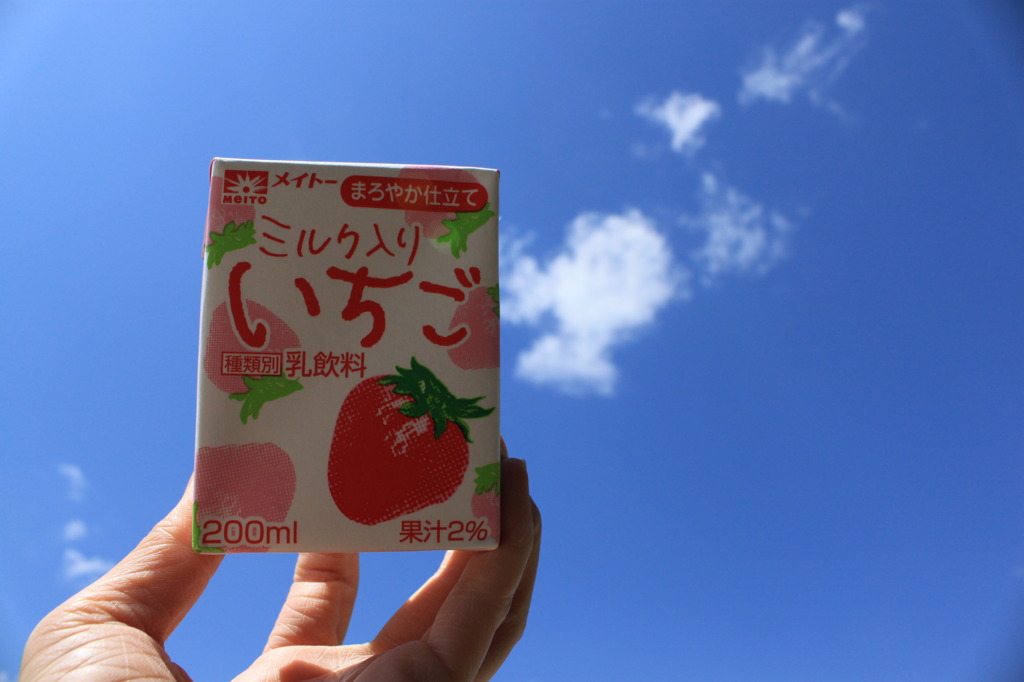 MEITO
メイトー
まろやか仕立て
ミルク入り
いちご
種類別 乳飲料
200ml
果汁2%